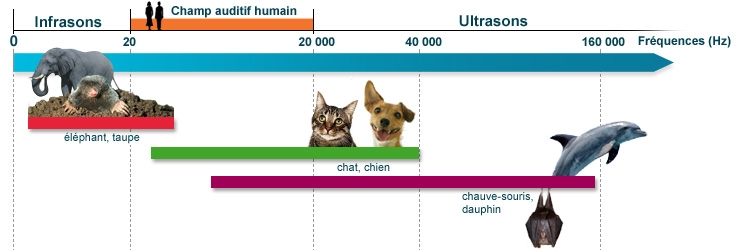 Infrasons
Champ auditif humain
Ultrasons
0
20
20 000
40 000
160 000
Fréquences (Hz)
éléphant, taupe
chat, chien
chauve-souris,
dauphin